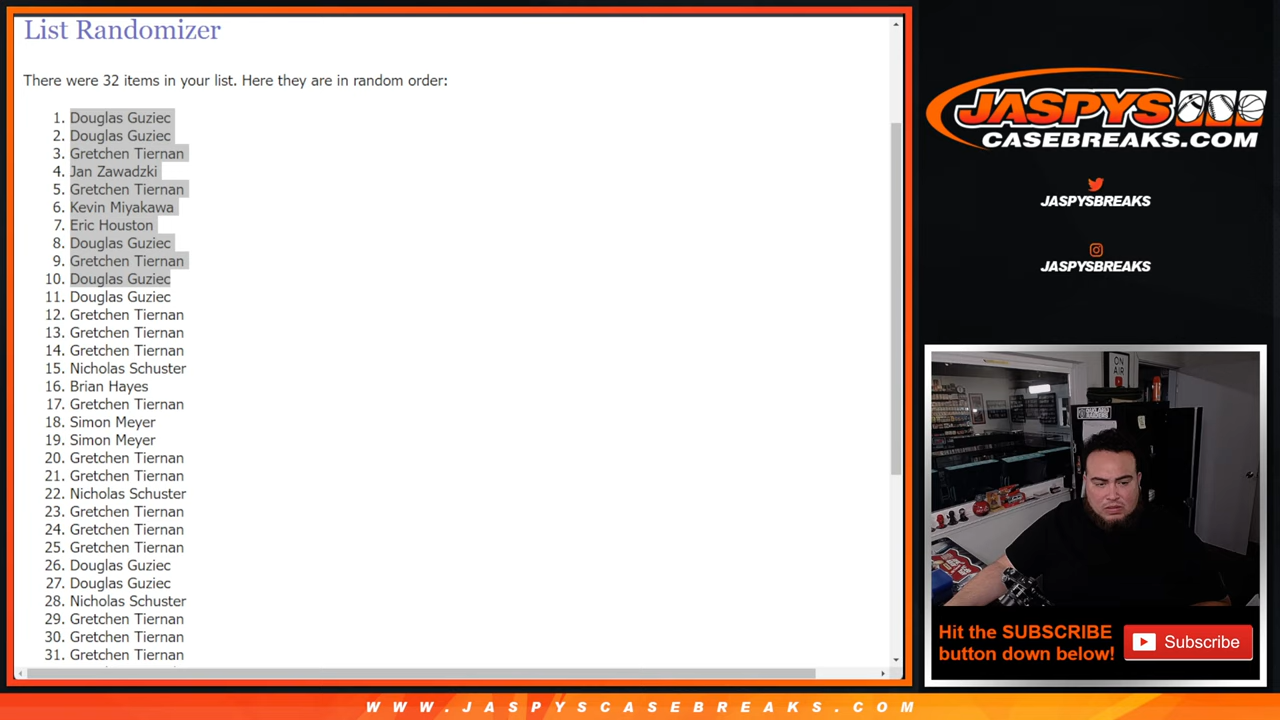 List Randomizer
There were 32 items in your list. Here they are in random order:
1. Douglas Guziec
2. Douglas Guziec
3. Gretchen Tiernan
4. Jan Zawadzki
5. Gretchen Tiernan
6. Kevin Miyakawa
7. Eric Houston
8. Douglas Guziec
9. Gretchen Tiernan
10. Douglas Guziec
11. Douglas Guziec
12. Gretchen Tiernan
13. Gretchen Tiernan
14. Gretchen Tiernan
15. Nicholas Schuster
16. Brian Hayes
17. Gretchen Tiernan
18. Simon Meyer
19. Simon Meyer
20. Gretchen Tiernan
21. Gretchen Tiernan
22. Nicholas Schuster
23. Gretchen Tiernan
24. Gretchen Tiernan
25. Gretchen Tiernan
26. Douglas Guziec
27. Douglas Guziec
28. Nicholas Schuster
29. Gretchen Tiernan
30. Gretchen Tiernan
31. Gretchen Tiernan
JASPYS
CASEBREAKS.COM
JASPYSBREAKS
JASPYSBREAKS
ON
AIR
Hit the SUBSCRIBE
button down below!
Subscribe
WWW.JASPYSCASEBREAKS.COM